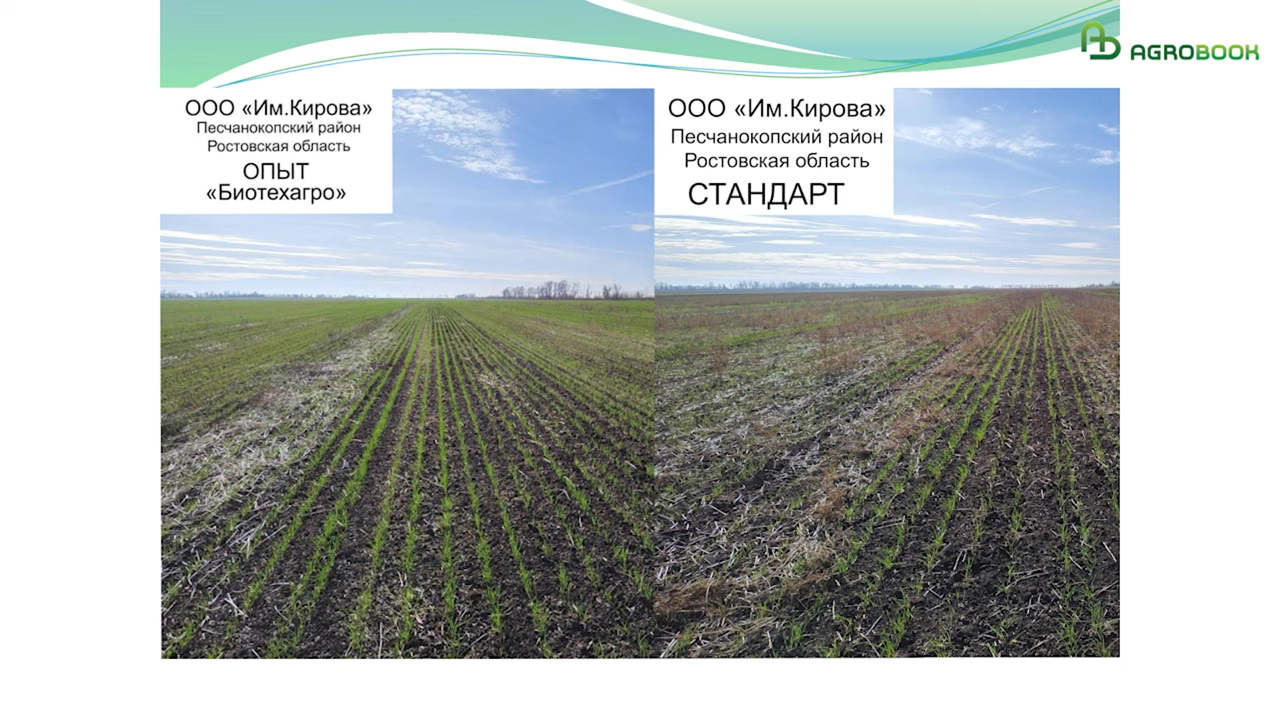 AGROBOOK
ООО «Им.Кирова»
Песчанокопский район
Ростовская область
ОПЫТ
«Биотехагро»
ООО «Им.Кирова»
Песчанокопский район
Ростовская область
СТАНДАРТ